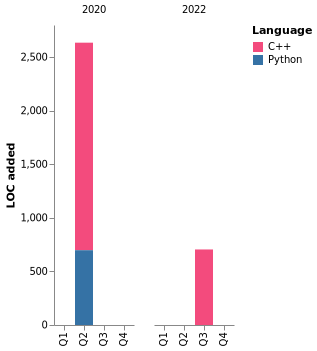 2020 2022
Language
C++
Python
LOC added
2,500
2,000
1,500
1,000
500
0
Q1 Q2 Q3 Q4 Q1 Q2 Q3 Q4